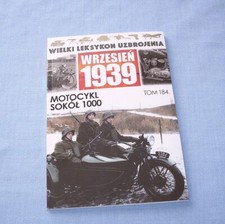 WIELKI LEKSYKON UZBROJENIA
WRZESIEŃ
1939
MOTOCYKL
SOKÓŁ 1000
TOM 184.